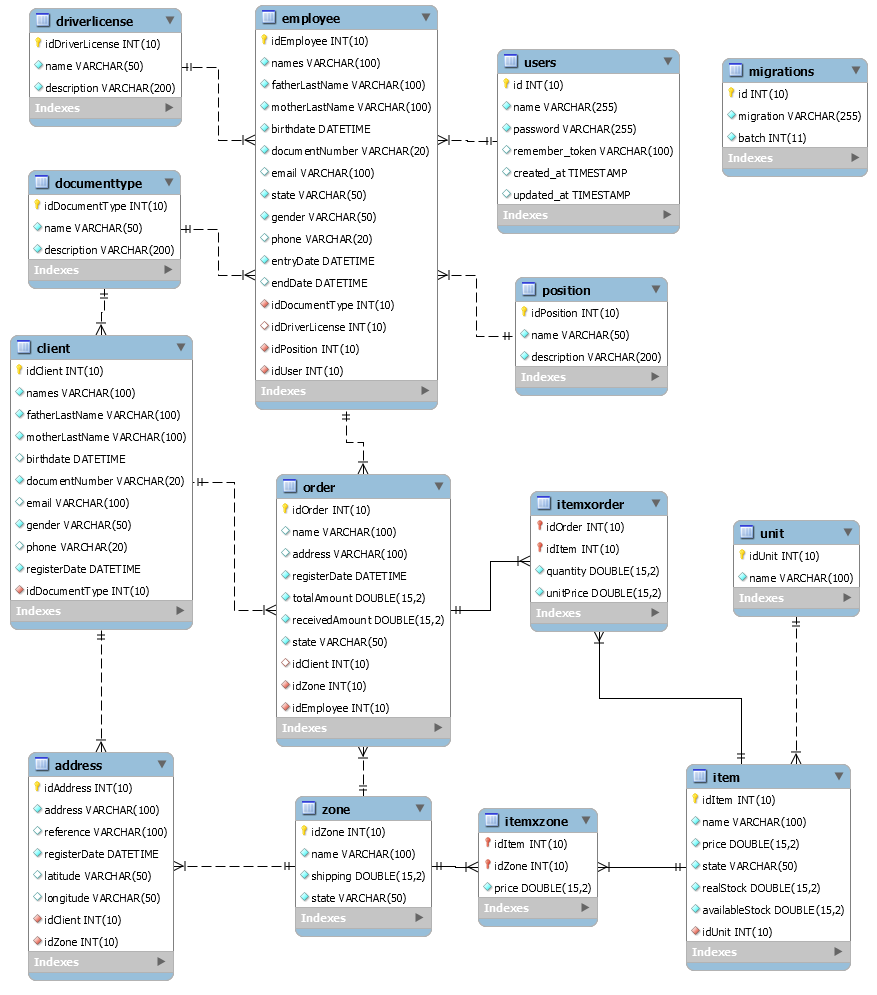 driverlicense
idDriverLicense INT(10)
name VARCHAR(50)
description VARCHAR(200)
Indexes
employee
idEmployee INT(10)
names VARCHAR(100)
fatherLastName VARCHAR(100)
motherLastName VARCHAR(100)
birthdate DATETIME
documentNumber VARCHAR(20)
email VARCHAR(100)
state VARCHAR(50)
gender VARCHAR(50)
phone VARCHAR(20)
entryDate DATETIME
endDate DATETIME
idDocumentType INT(10)
idDriverLicense INT(10)
idPosition INT(10)
idUser INT(10)
Indexes
users
id INT(10)
name VARCHAR(255)
password VARCHAR(255)
remember_token VARCHAR(100)
created_at TIMESTAMP
updated_at TIMESTAMP
Indexes
migrations
id INT(10)
migration VARCHAR(255)
batch INT(11)
Indexes
documenttype
idDocumentType INT(10)
name VARCHAR(50)
description VARCHAR(200)
Indexes
position
idPosition INT(10)
name VARCHAR(50)
description VARCHAR(200)
Indexes
client
idClient INT(10)
names VARCHAR(100)
fatherLastName VARCHAR(100)
motherLastName VARCHAR(100)
birthdate DATETIME
documentNumber VARCHAR(20)
email VARCHAR(100)
gender VARCHAR(50)
phone VARCHAR(20)
registerDate DATETIME
idDocumentType INT(10)
Indexes
order
idOrder INT(10)
name VARCHAR(100)
address VARCHAR(100)
registerDate DATETIME
totalAmount DOUBLE(15,2)
receivedAmount DOUBLE(15,2)
state VARCHAR(50)
idClient INT(10)
idZone INT(10)
idEmployee INT(10)
Indexes
itemxorder
idOrder INT(10)
idItem INT(10)
quantity DOUBLE(15,2)
unitPrice DOUBLE(15,2)
Indexes
unit
idUnit INT(10)
name VARCHAR(100)
Indexes
address
idAddress INT(10)
address VARCHAR(100)
reference VARCHAR(100)
registerDate DATETIME
latitude VARCHAR(50)
longitude VARCHAR(50)
idClient INT(10)
idZone INT(10)
Indexes
zone
idZone INT(10)
name VARCHAR(100)
shipping DOUBLE(15,2)
state VARCHAR(50)
Indexes
itemxzone
idItem INT(10)
idZone INT(10)
price DOUBLE(15,2)
Indexes
item
idItem INT(10)
name VARCHAR(100)
price DOUBLE(15,2)
state VARCHAR(50)
realStock DOUBLE(15,2)
availableStock DOUBLE(15,2)
idUnit INT(10)
Indexes